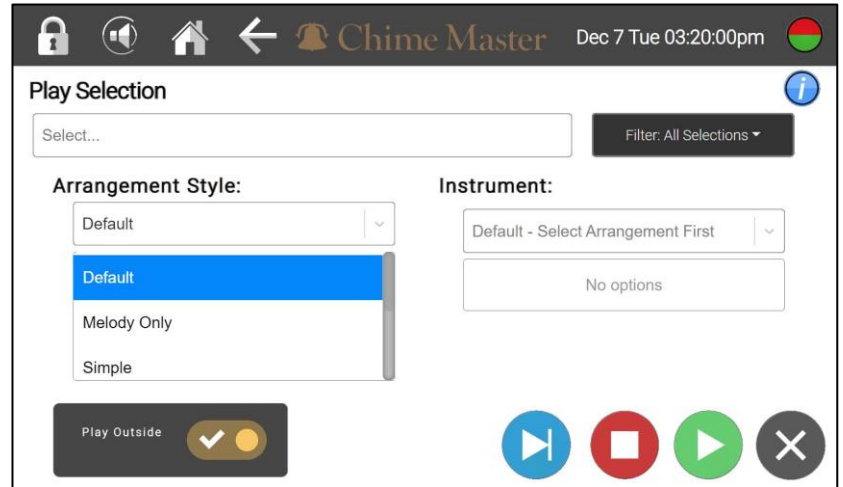 Chime Master
Dec 7 Tue 03:20:00pm
Play Selection
i
Select...
Filter: All Selections
Arrangement Style:
Instrument:
Default
Default - Select Arrangement First
Default
No options
Melody Only
Simple
Play Outside